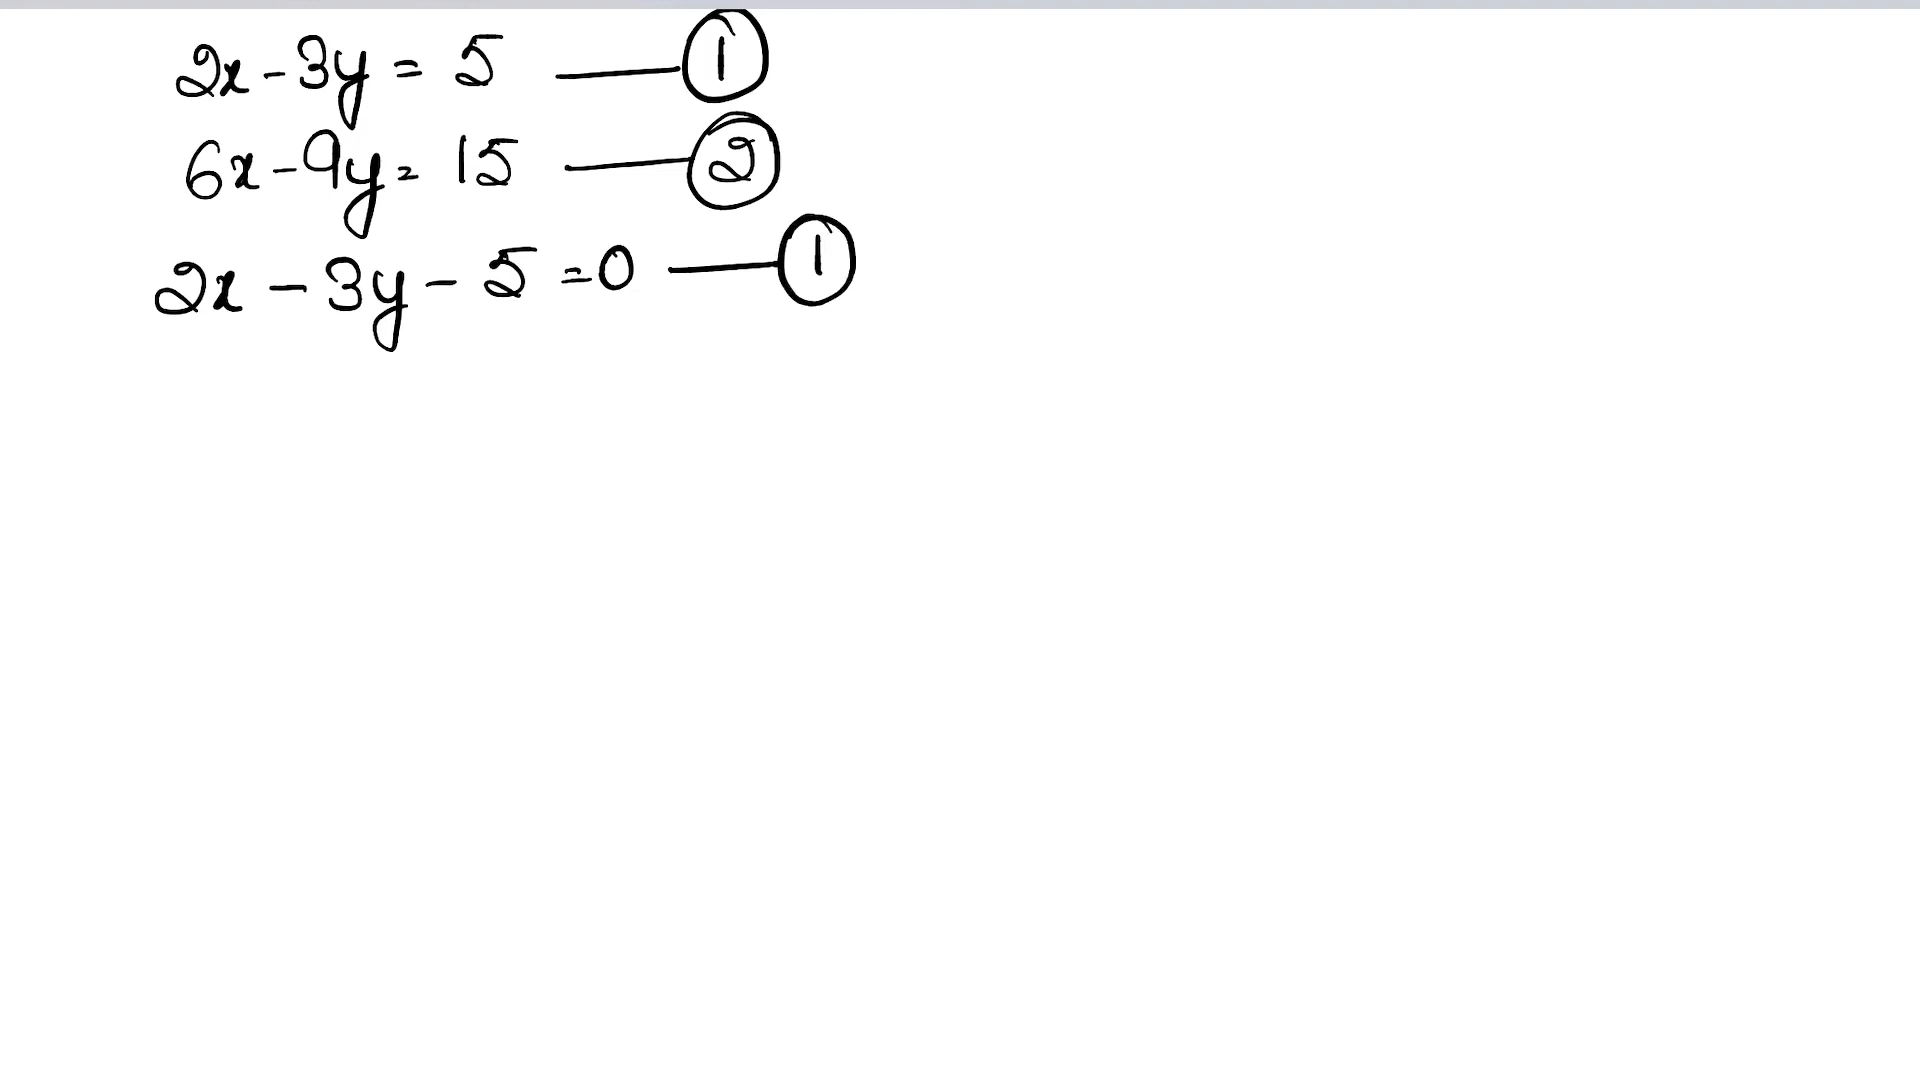 2x - 3y = 5 —— ①
6x - 9y = 15 —— ②
2x - 3y - 5 = 0 —— ①